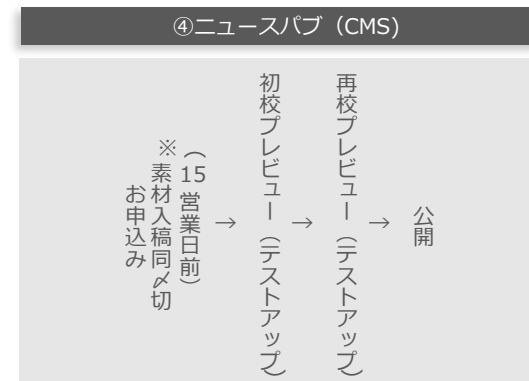 ④ニュースパブ（CMS)
お申込み
※素材入稿同〆切
（15営業日前）
→
初校プレビュー（テストアップ）
→
再校プレビュー（テストアップ）
→
公開